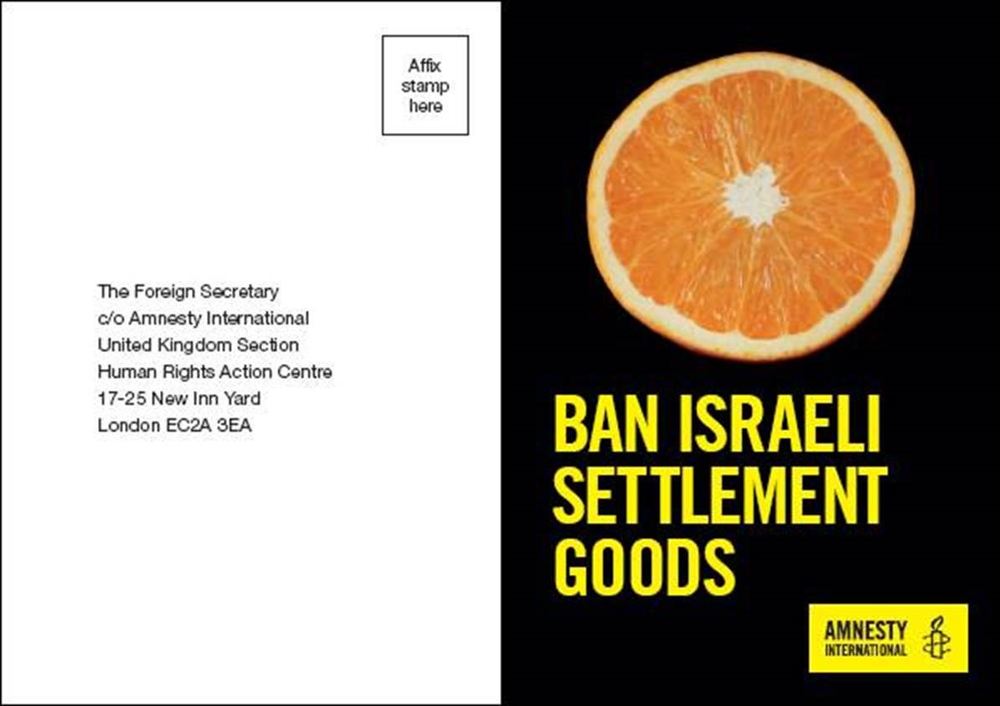 Affix
stamp
here
The Foreign Secretary
c/o Amnesty International
United Kingdom Section
Human Rights Action Centre
17-25 New Inn Yard
London EC2A 3EA
BAN ISRAELI
SETTLEMENT
GOODS
AMNESTY
INTERNATIONAL